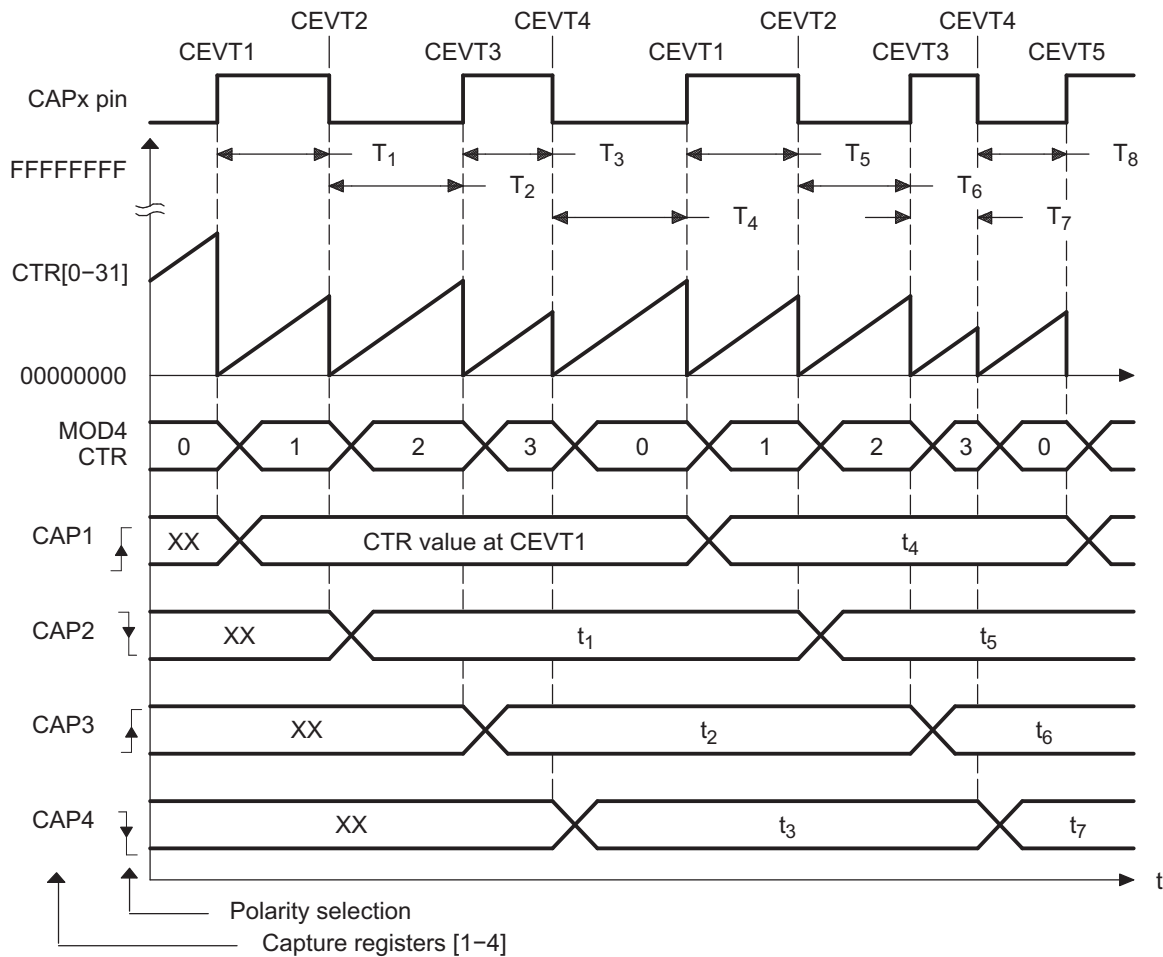 CEVT2 CEVT4 CEVT2 CEVT4
CEVT1 CEVT3 CEVT1 CEVT3 CEVT5
CAPx pin
T1 T3 T5 T8
FFFFFFFF
T2 T6
T4 T7
CTR[0−31]
00000000
MOD4
CTR
0 1 2 3 0 1 2 3 0
CAP1 XX CTR value at CEVT1 t4
CAP2 XX t1 t5
CAP3 XX t2 t6
CAP4 XX t3 t7
t
Polarity selection
Capture registers [1−4]